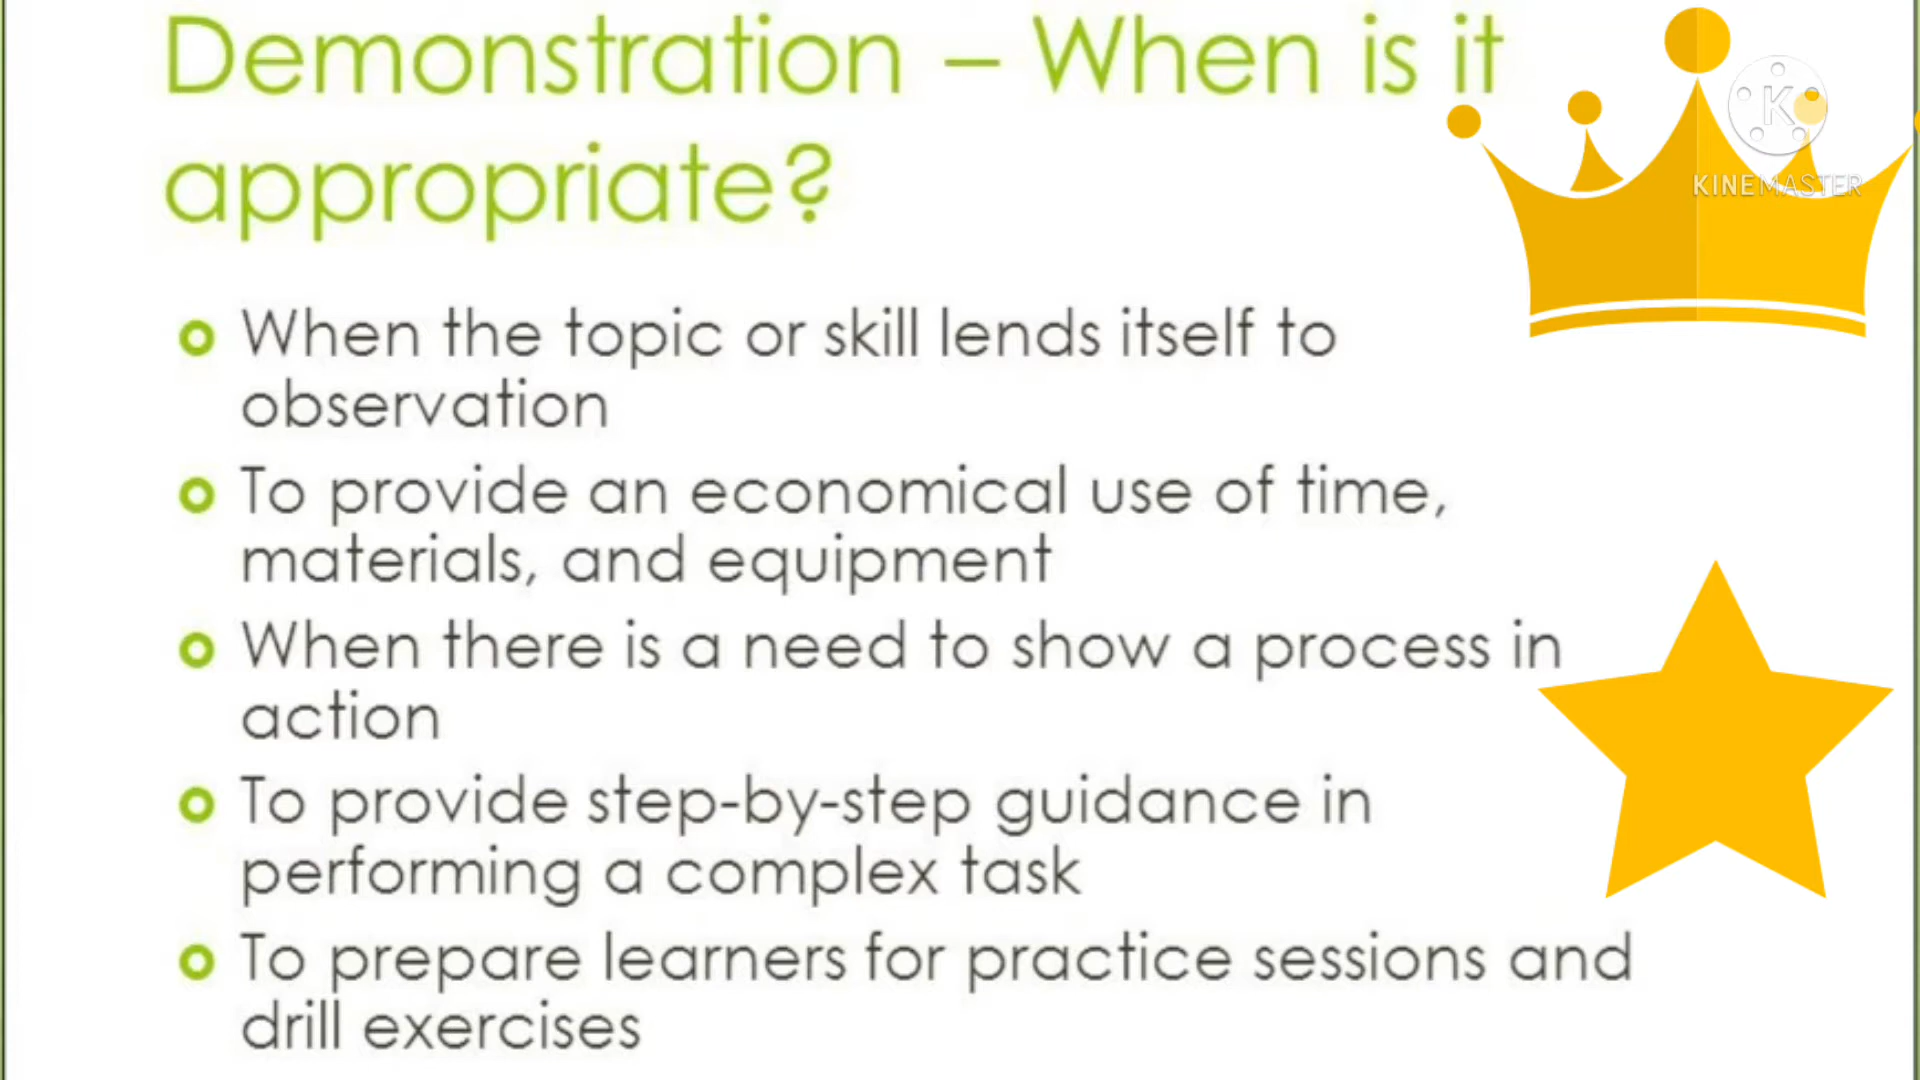 Demonstration – When is it
appropriate?
K
KINEMASTER
When the topic or skill lends itself to
observation
To provide an economical use of time,
materials, and equipment
When there is a need to show a process in
action
To provide step-by-step guidance in
performing a complex task
To prepare learners for practice sessions and
drill exercises